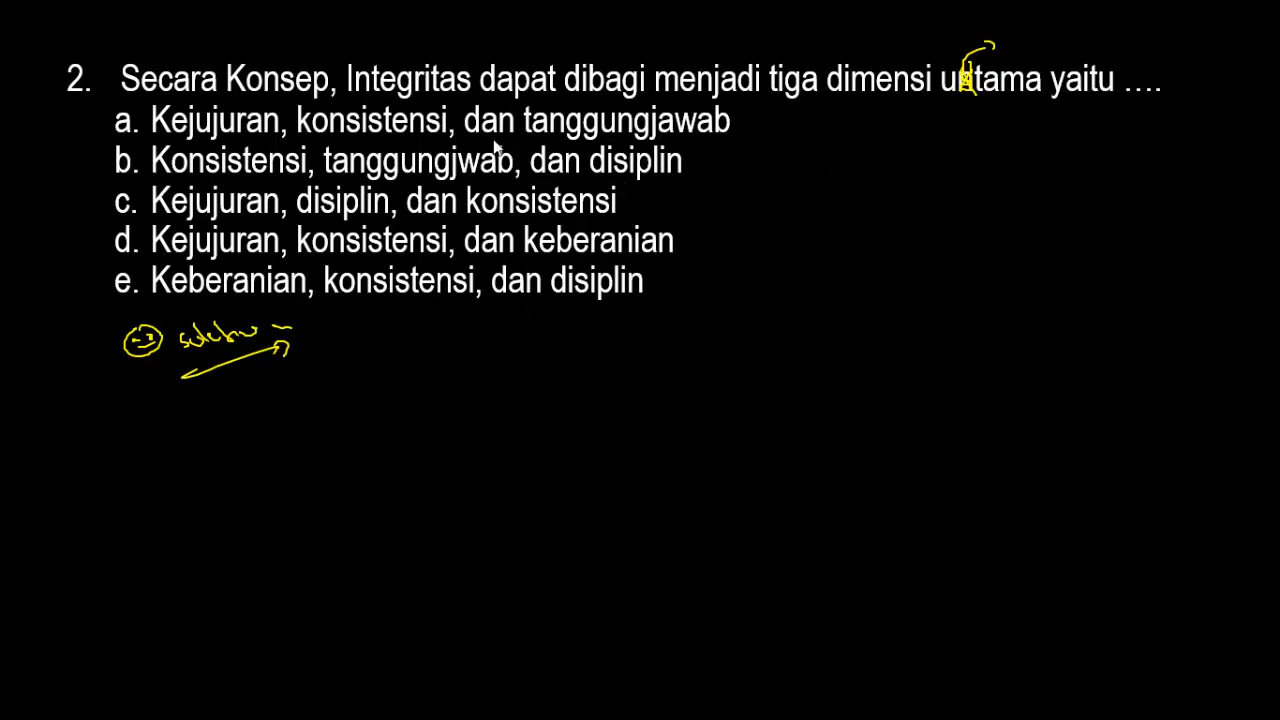 2. Secara Konsep, Integritas dapat dibagi menjadi tiga dimensi untama yaitu ....
a. Kejujuran, konsistensi, dan tanggungjawab
b. Konsistensi, tanggungjwab, dan disiplin
c. Kejujuran, disiplin, dan konsistensi
d. Kejujuran, konsistensi, dan keberanian
e. Keberanian, konsistensi, dan disiplin